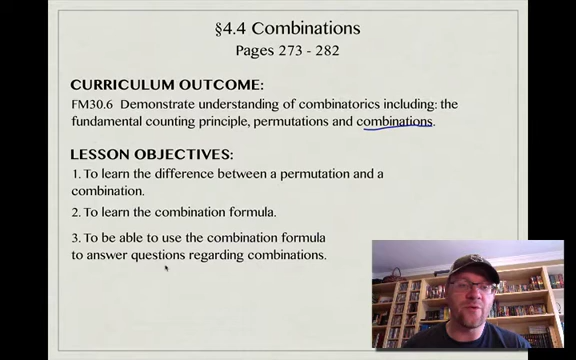 §4.4 Combinations
Pages 273 - 282
CURRICULUM OUTCOME:
FM30.6 Demonstrate understanding of combinatorics including: the
fundamental counting principle, permutations and combinations.
LESSON OBJECTIVES:
1. To learn the difference between a permutation and a
combination.
2. To learn the combination formula.
3. To be able to use the combination formula
to answer questions regarding combinations.